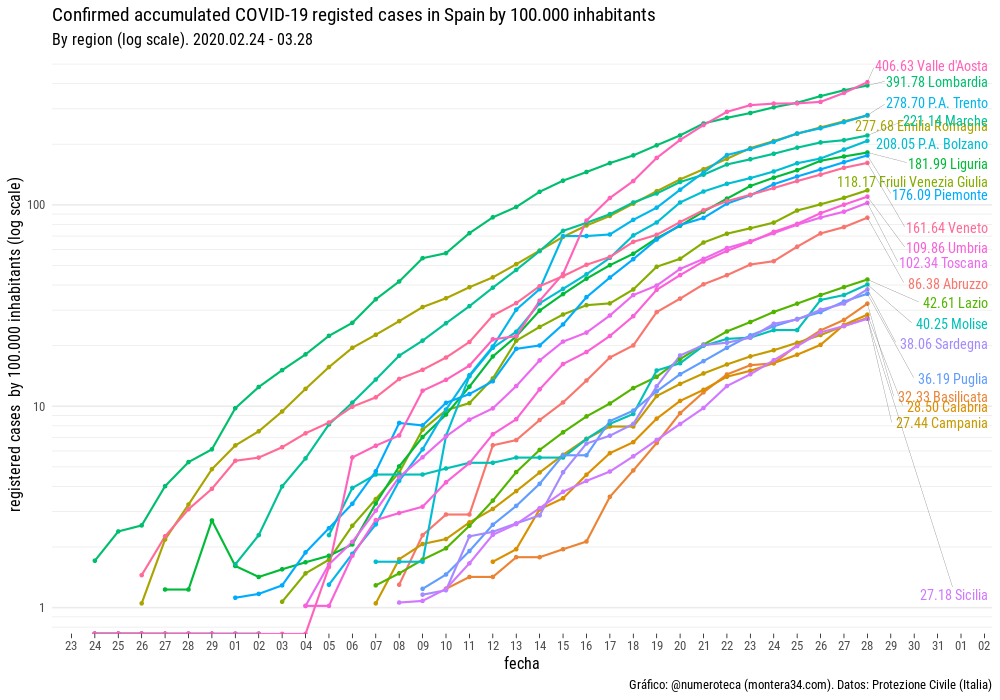 Confirmed accumulated COVID-19 registed cases in Spain by 100.000 inhabitants
By region (log scale). 2020.02.24 - 03.28
registered cases by 100.000 inhabitants (log scale)
100
10
1
406.63 Valle d'Aosta
391.78 Lombardia
278.70 P.A. Trento
221.14 Marche
277.68 Emilia Romagna
208.05 P.A. Bolzano
181.99 Liguria
118.17 Friuli Venezia Giulia
176.09 Piemonte
161.64 Veneto
109.86 Umbria
102.34 Toscana
86.38 Abruzzo
42.61 Lazio
40.25 Molise
38.06 Sardegna
36.19 Puglia
32.33 Basilicata
28.50 Calabria
27.44 Campania
27.18 Sicilia
23 24 25 26 27 28 29 01 02 03 04 05 06 07 08 09 10 11 12 13 14 15 16 17 18 19 20 21 22 23 24 25 26 27 28 29 30 31 01 02
fecha
Gráfico: @numeroteca (montera34.com). Datos: Protezione Civile (Italia)